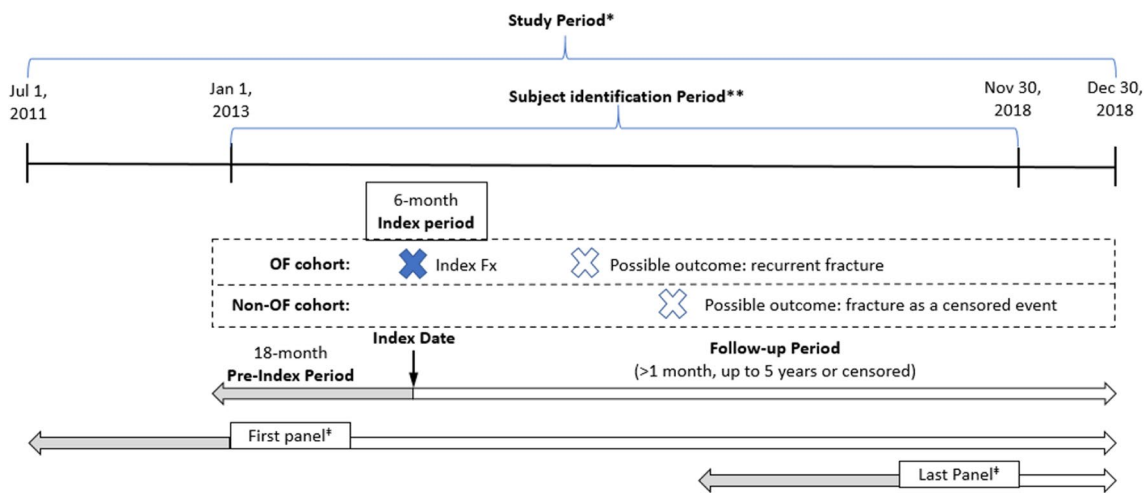 Study Period*
Jul 1,
2011
Jan 1,
2013
Subject identification Period**
Nov 30,
2018
Dec 30,
2018
6-month
Index period
OF cohort:
Index Fx
Possible outcome: recurrent fracture
Non-OF cohort:
Possible outcome: fracture as a censored event
Index Date
18-month
Pre-Index Period
Follow-up Period
(>1 month, up to 5 years or censored)
First panel‡
Last Panel‡